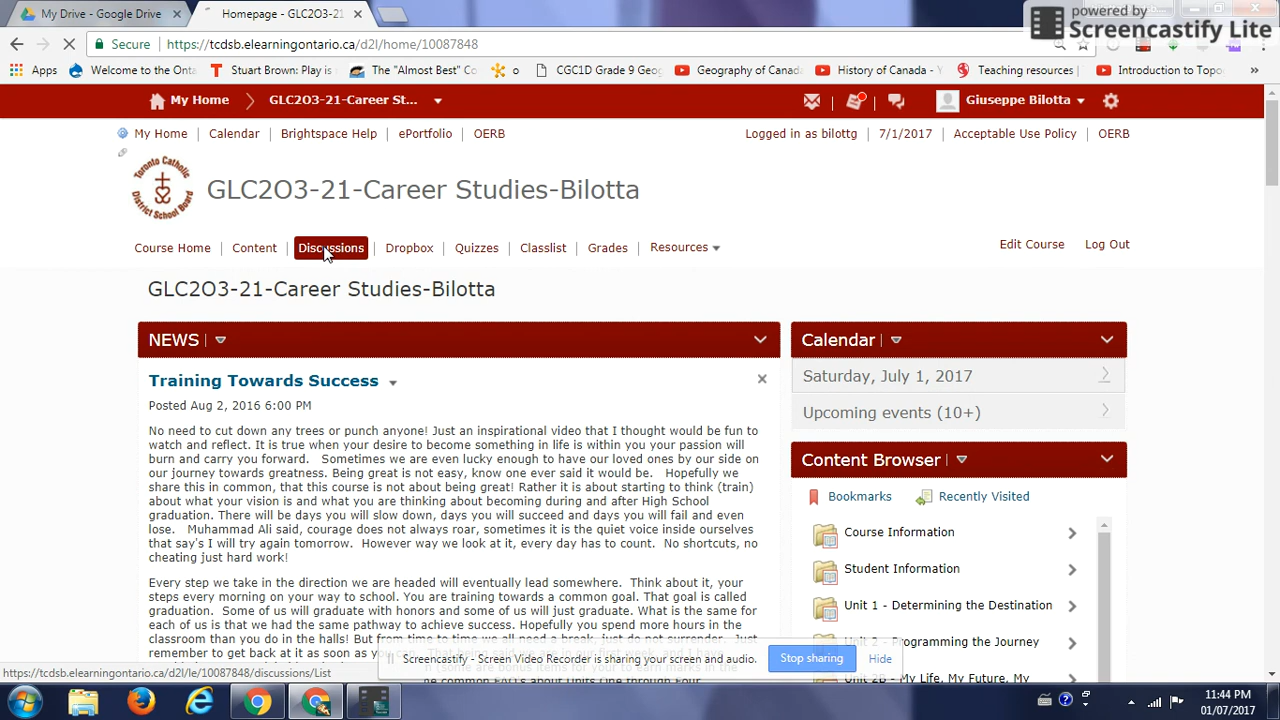 My Drive - Google Drive
Homepage - GLC2O3-21
powered by
Screencastify Lite
Secure https://tcdsb.elearningontario.ca/d2l/home/10087848
Apps Welcome to the Onta Stuart Brown: Play is The "Almost Best" Co o CGC1D Grade 9 Geog Geography of Canada History of Canada - Y Teaching resources | Introduction to Topo »
My Home GLC2O3-21-Career St... Giuseppe Bilotta
My Home Calendar Brightspace Help ePortfolio OERB Logged in as bilottg 7/1/2017 Acceptable Use Policy OERB
GLC2O3-21-Career Studies-Bilotta
Course Home Content Discussions Dropbox Quizzes Classlist Grades Resources Edit Course Log Out
GLC2O3-21-Career Studies-Bilotta
NEWS
Training Towards Success
Posted Aug 2, 2016 6:00 PM
No need to cut down any trees or punch anyone! Just an inspirational video that I thought would be fun to
watch and reflect. It is true when your desire to become something in life is within you your passion will
burn and carry you forward. Sometimes we are even lucky enough to have our loved ones by our side on
our journey towards greatness. Being great is not easy, know one ever said it would be. Hopefully we
share this in common, that this course is not about being great! Rather it is about starting to think (train)
about what your vision is and what you are thinking about becoming during and after High School
graduation. There will be days you will slow down, days you will succeed and days you will fail and even
lose. Muhammad Ali said, courage does not always roar, sometimes it is the quiet voice inside ourselves
that say's I will try again tomorrow. However way we look at it, every day has to count. No shortcuts, no
cheating just hard work!
Every step we take in the direction we are headed will eventually lead somewhere. Think about it, your
steps every morning on your way to school. You are training towards a common goal. That goal is called
graduation. Some of us will graduate with honors and some of us will just graduate. What is the same for
each of us is that we had the same pathway to achieve success. Hopefully you spend more hours in the
classroom than you do in the halls! But from time to time we all need a break, just do not surrender. Just
remember to get back at it as soon as you
Calendar
Saturday, July 1, 2017
Upcoming events (10+)
Content Browser
Bookmarks Recently Visited
Course Information
Student Information
Unit 1 - Determining the Destination
Unit 2 - Programming the Journey
Unit 2B - My Life, My Future, My
Screencastify - Screen Video Recorder is sharing your screen and audio. Stop sharing Hide
https://tcdsb.elearningontario.ca/d2l/le/10087848/discussions/List
11:44 PM
01/07/2017